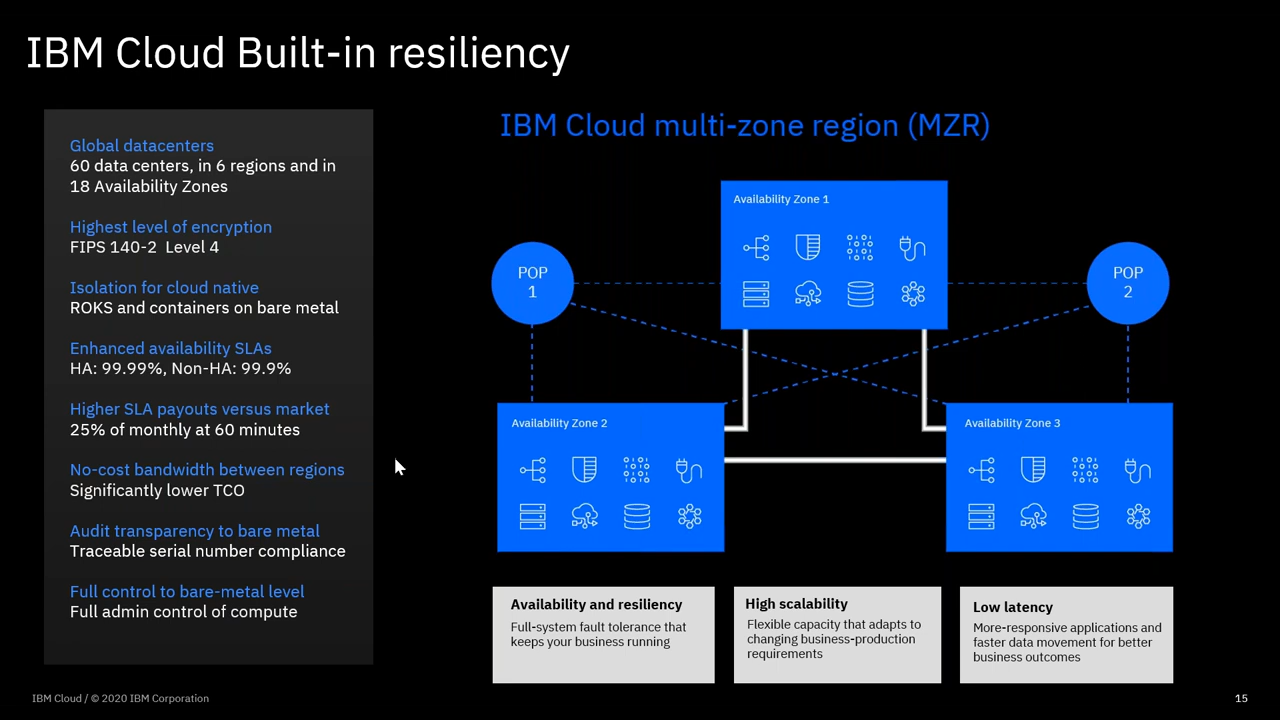 IBM Cloud Built-in resiliency
Global datacenters
60 data centers, in 6 regions and in
18 Availability Zones
Highest level of encryption
FIPS 140-2 Level 4
Isolation for cloud native
ROKS and containers on bare metal
Enhanced availability SLAs
HA: 99.99%, Non-HA: 99.9%
Higher SLA payouts versus market
25% of monthly at 60 minutes
No-cost bandwidth between regions
Significantly lower TCO
Audit transparency to bare metal
Traceable serial number compliance
Full control to bare-metal level
Full admin control of compute
IBM Cloud multi-zone region (MZR)
Availability Zone 1
POP
1
POP
2
Availability Zone 2
Availability Zone 3
Availability and resiliency
Full-system fault tolerance that
keeps your business running
High scalability
Flexible capacity that adapts to
changing business-production
requirements
Low latency
More-responsive applications and
faster data movement for better
business outcomes
IBM Cloud / © 2020 IBM Corporation
15